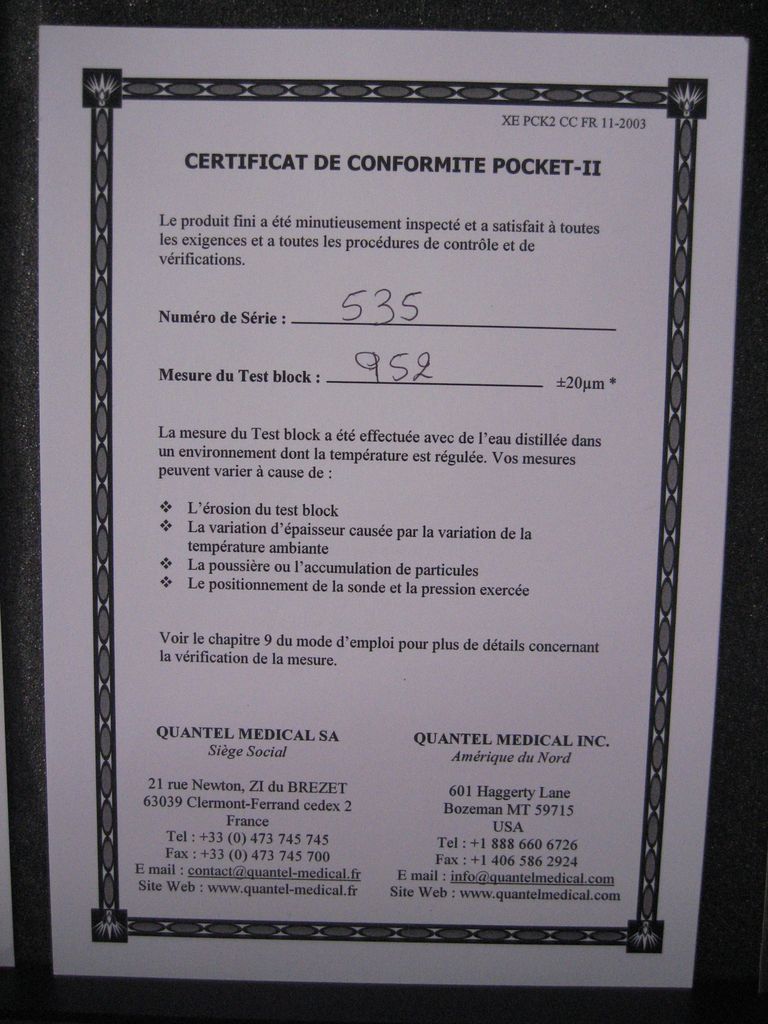 XE PCK2 CC FR 11-2003
CERTIFICAT DE CONFORMITE POCKET-II
Le produit fini a été minutieusement inspecté et a satisfait à toutes
les exigences et a toutes les procédures de contrôle et de
vérifications.
Numéro de Série : 535
Mesure du Test block : 952 ±20µm *
La mesure du Test block a été effectuée avec de l'eau distillée dans
un environnement dont la température est régulée. Vos mesures
peuvent varier à cause de :
❖ L'érosion du test block
❖ La variation d'épaisseur causée par la variation de la
température ambiante
❖ La poussière ou l'accumulation de particules
❖ Le positionnement de la sonde et la pression exercée
Voir le chapitre 9 du mode d'emploi pour plus de détails concernant
la vérification de la mesure.
QUANTEL MEDICAL SA
Siège Social
21 rue Newton, ZI du BREZET
63039 Clermont-Ferrand cedex 2
France
Tel : +33 (0) 473 745 745
Fax : +33 (0) 473 745 700
E mail : contact@quantel-medical.fr
Site Web : www.quantel-medical.fr
QUANTEL MEDICAL INC.
Amérique du Nord
601 Haggerty Lane
Bozeman MT 59715
USA
Tel : +1 888 660 6726
Fax : +1 406 586 2924
E mail : info@quantelmedical.com
Site Web : www.quantelmedical.com